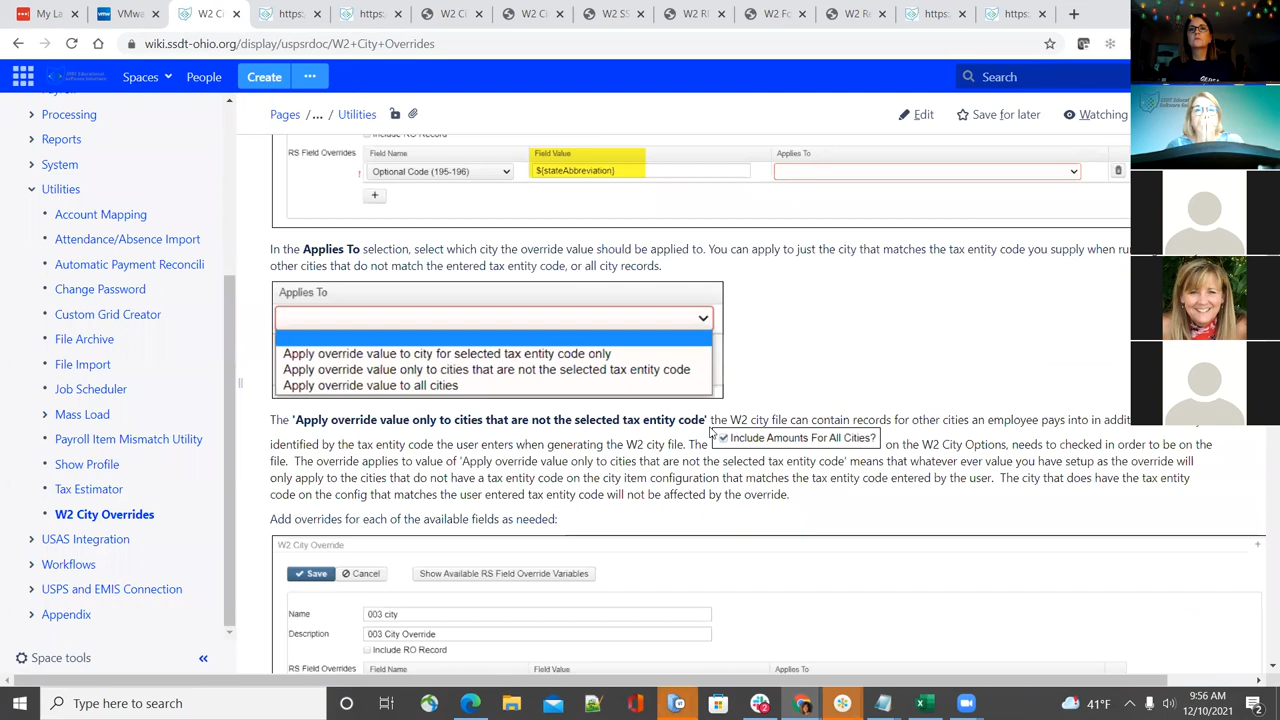 My La
VMwa
W2 Ci
https:
https:
W2 Ci
W2 Ci
W2 SS
W2 RI
W2 Fo
W2 Re
https:
https:
wiki.ssdt-ohio.org/display/uspsrdoc/W2+City+Overrides
Spaces
People
Create
Search
Processing
Reports
System
Utilities
Account Mapping
Attendance/Absence Import
Automatic Payment Reconcili
Change Password
Custom Grid Creator
File Archive
File Import
Job Scheduler
Mass Load
Payroll Item Mismatch Utility
Show Profile
Tax Estimator
W2 City Overrides
USAS Integration
Workflows
USPS and EMIS Connection
Appendix
Space tools
Pages /... / Utilities
Edit
Save for later
Watching
Include RO Record
RS Field Overrides
Field Name
Field Value
Applies To
Optional Code (195-196)
${stateAbbreviation}
In the Applies To selection, select which city the override value should be applied to. You can apply to just the city that matches the tax entity code you supply when ru
other cities that do not match the entered tax entity code, or all city records.
Applies To
Apply override value to city for selected tax entity code only
Apply override value only to cities that are not the selected tax entity code
Apply override value to all cities
The 'Apply override value only to cities that are not the selected tax entity code' the W2 city file can contain records for other cities an employee pays into in addit
identified by the tax entity code the user enters when generating the W2 city file. The Include Amounts For All Cities? on the W2 City Options, needs to checked in order to be on the
file. The override applies to value of 'Apply override value only to cities that are not the selected tax entity code' means that whatever ever value you have setup as the override will
only apply to the cities that do not have a tax entity code on the city item configuration that matches the tax entity code entered by the user. The city that does have the tax entity
code on the config that matches the user entered tax entity code will not be affected by the override.
Add overrides for each of the available fields as needed:
W2 City Override
Save
Cancel
Show Available RS Field Override Variables
Name
003 city
Description
003 City Override
Include RO Record
RS Field Overrides
Field Name
Field Value
Applies To
Type here to search
41°F
9:56 AM
12/10/2021
2